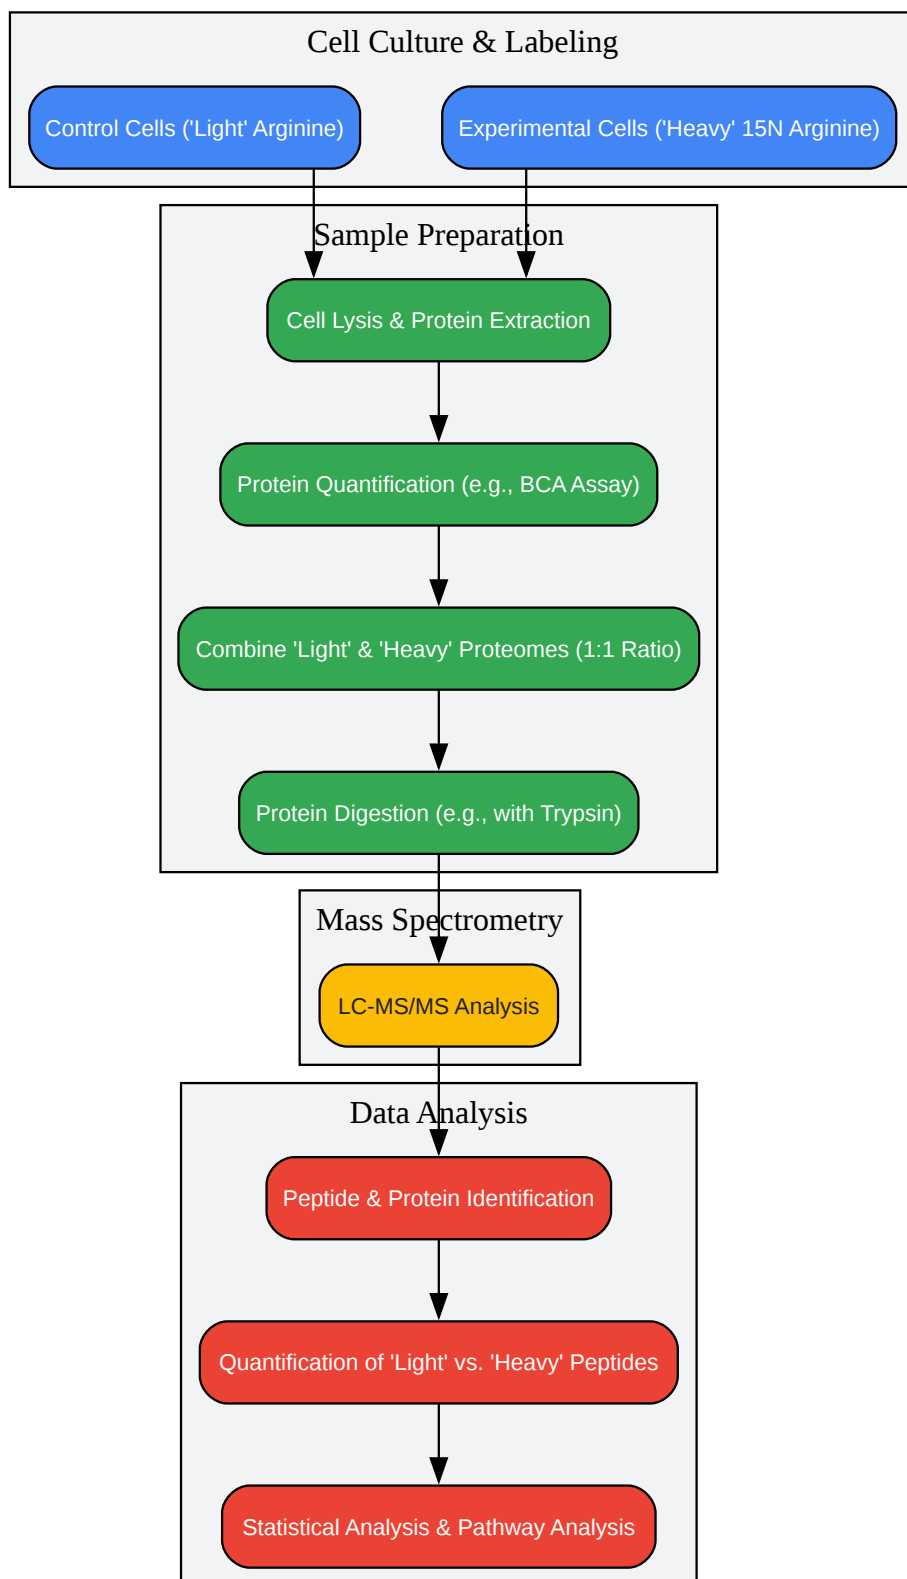 Cell Culture & Labeling
Control Cells ('Light' Arginine)
Experimental Cells ('Heavy' 15N Arginine)
Sample Preparation
Cell Lysis & Protein Extraction
Protein Quantification (e.g., BCA Assay)
Combine 'Light' & 'Heavy' Proteomes (1:1 Ratio)
Protein Digestion (e.g., with Trypsin)
Mass Spectrometry
LC-MS/MS Analysis
Data Analysis
Peptide & Protein Identification
Quantification of 'Light' vs. 'Heavy' Peptides
Statistical Analysis & Pathway Analysis